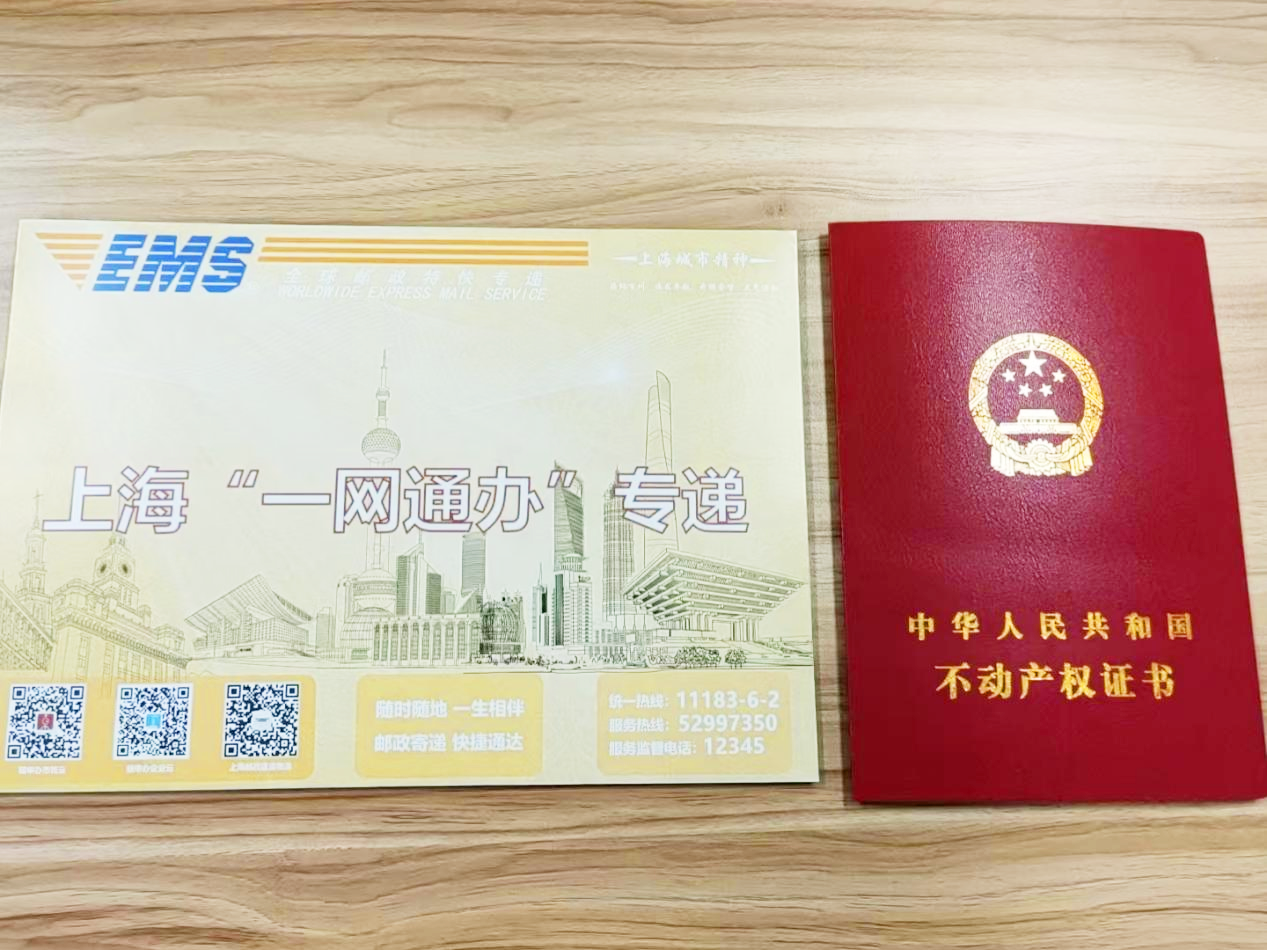 EMS
全球邮政特快专递
WORLDWIDE EXPRESS MAIL SERVICE
上海城市精神
上海“一网通办”专递
随时随地 一生相伴
邮政寄递 快捷通达
统一热线：11183-6-2
服务热线：52997350
服务监督电话：12345
中华人民共和国
不动产权证书